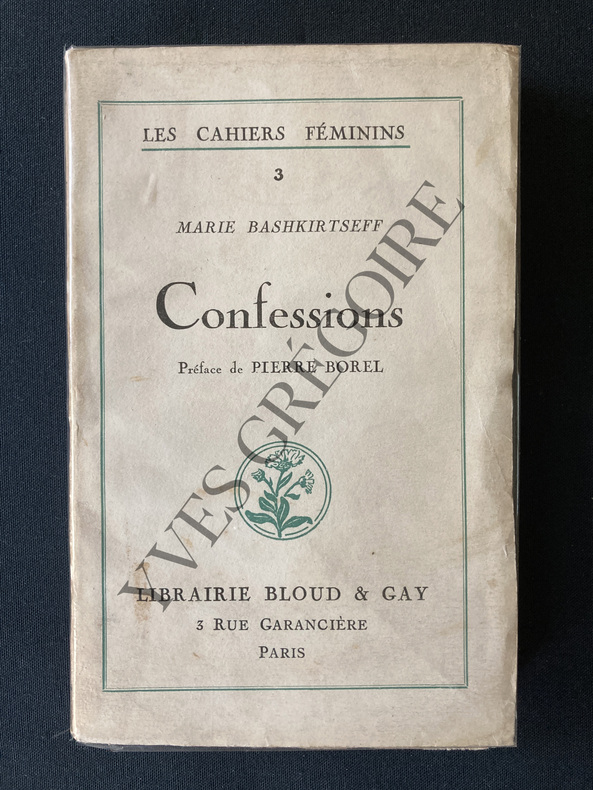 LES CAHIERS FÉMININS
3
MARIE BASHKIRTSEFF
Confessions
Préface de PIERRE BOREL
YVES GRÉGOIRE
LIBRAIRIE BLOUD & GAY
3 RUE GARANCIÈRE
PARIS